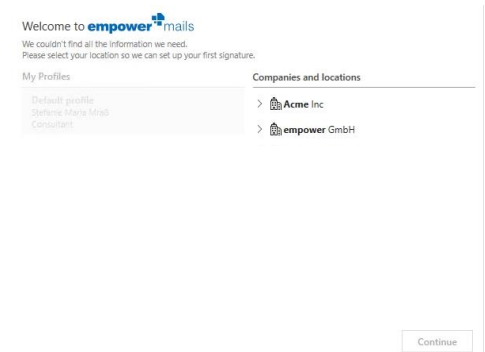 Welcome to empower mails
We couldn't find all the information we need.
Please select your location so we can set up your first signature.
My Profiles
Companies and locations
Default profile
Stefanie Maria Mrad
Consultant
Acme Inc
empower GmbH
Continue